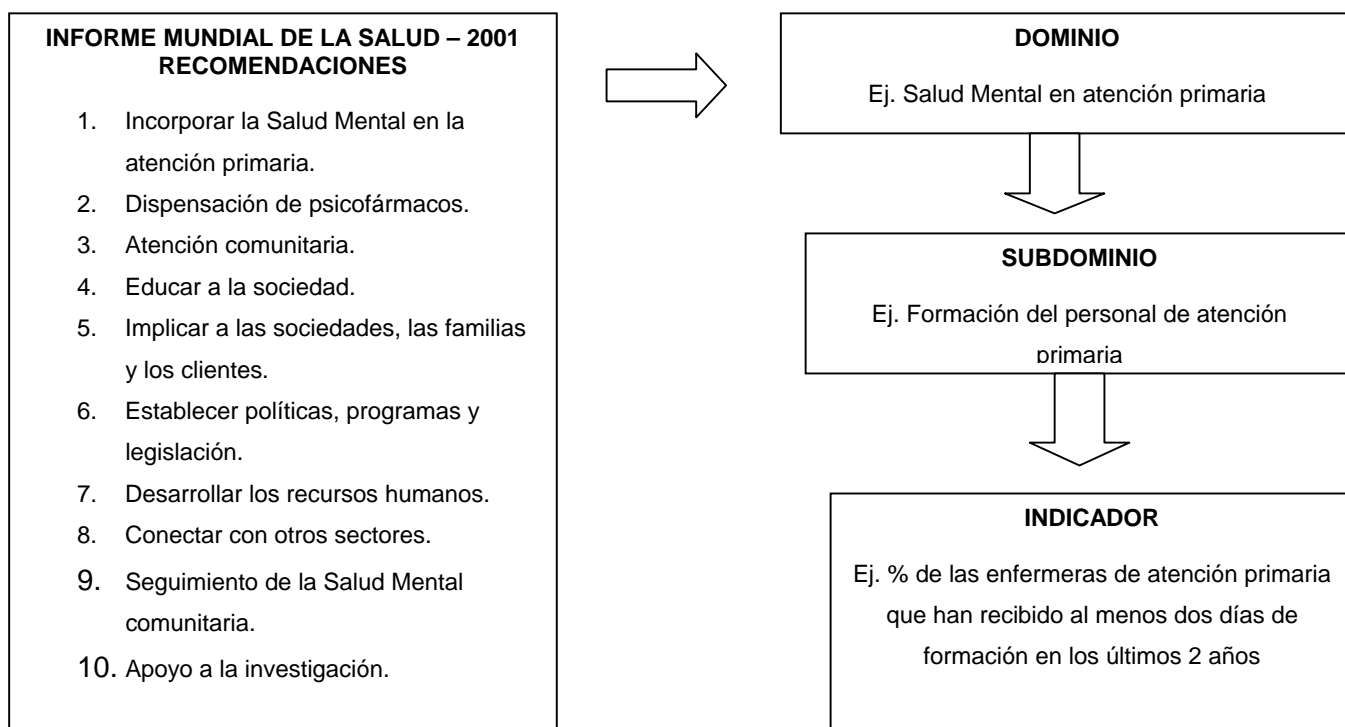 INFORME MUNDIAL DE LA SALUD – 2001
RECOMENDACIONES
1. Incorporar la Salud Mental en la
atención primaria.
2. Dispensación de psicofármacos.
3. Atención comunitaria.
4. Educar a la sociedad.
5. Implicar a las sociedades, las familias
y los clientes.
6. Establecer políticas, programas y
legislación.
7. Desarrollar los recursos humanos.
8. Conectar con otros sectores.
9. Seguimiento de la Salud Mental
comunitaria.
10. Apoyo a la investigación.
DOMINIO
Ej. Salud Mental en atención primaria
SUBDOMINIO
Ej. Formación del personal de atención
primaria
INDICADOR
Ej. % de las enfermeras de atención primaria
que han recibido al menos dos días de
formación en los últimos 2 años